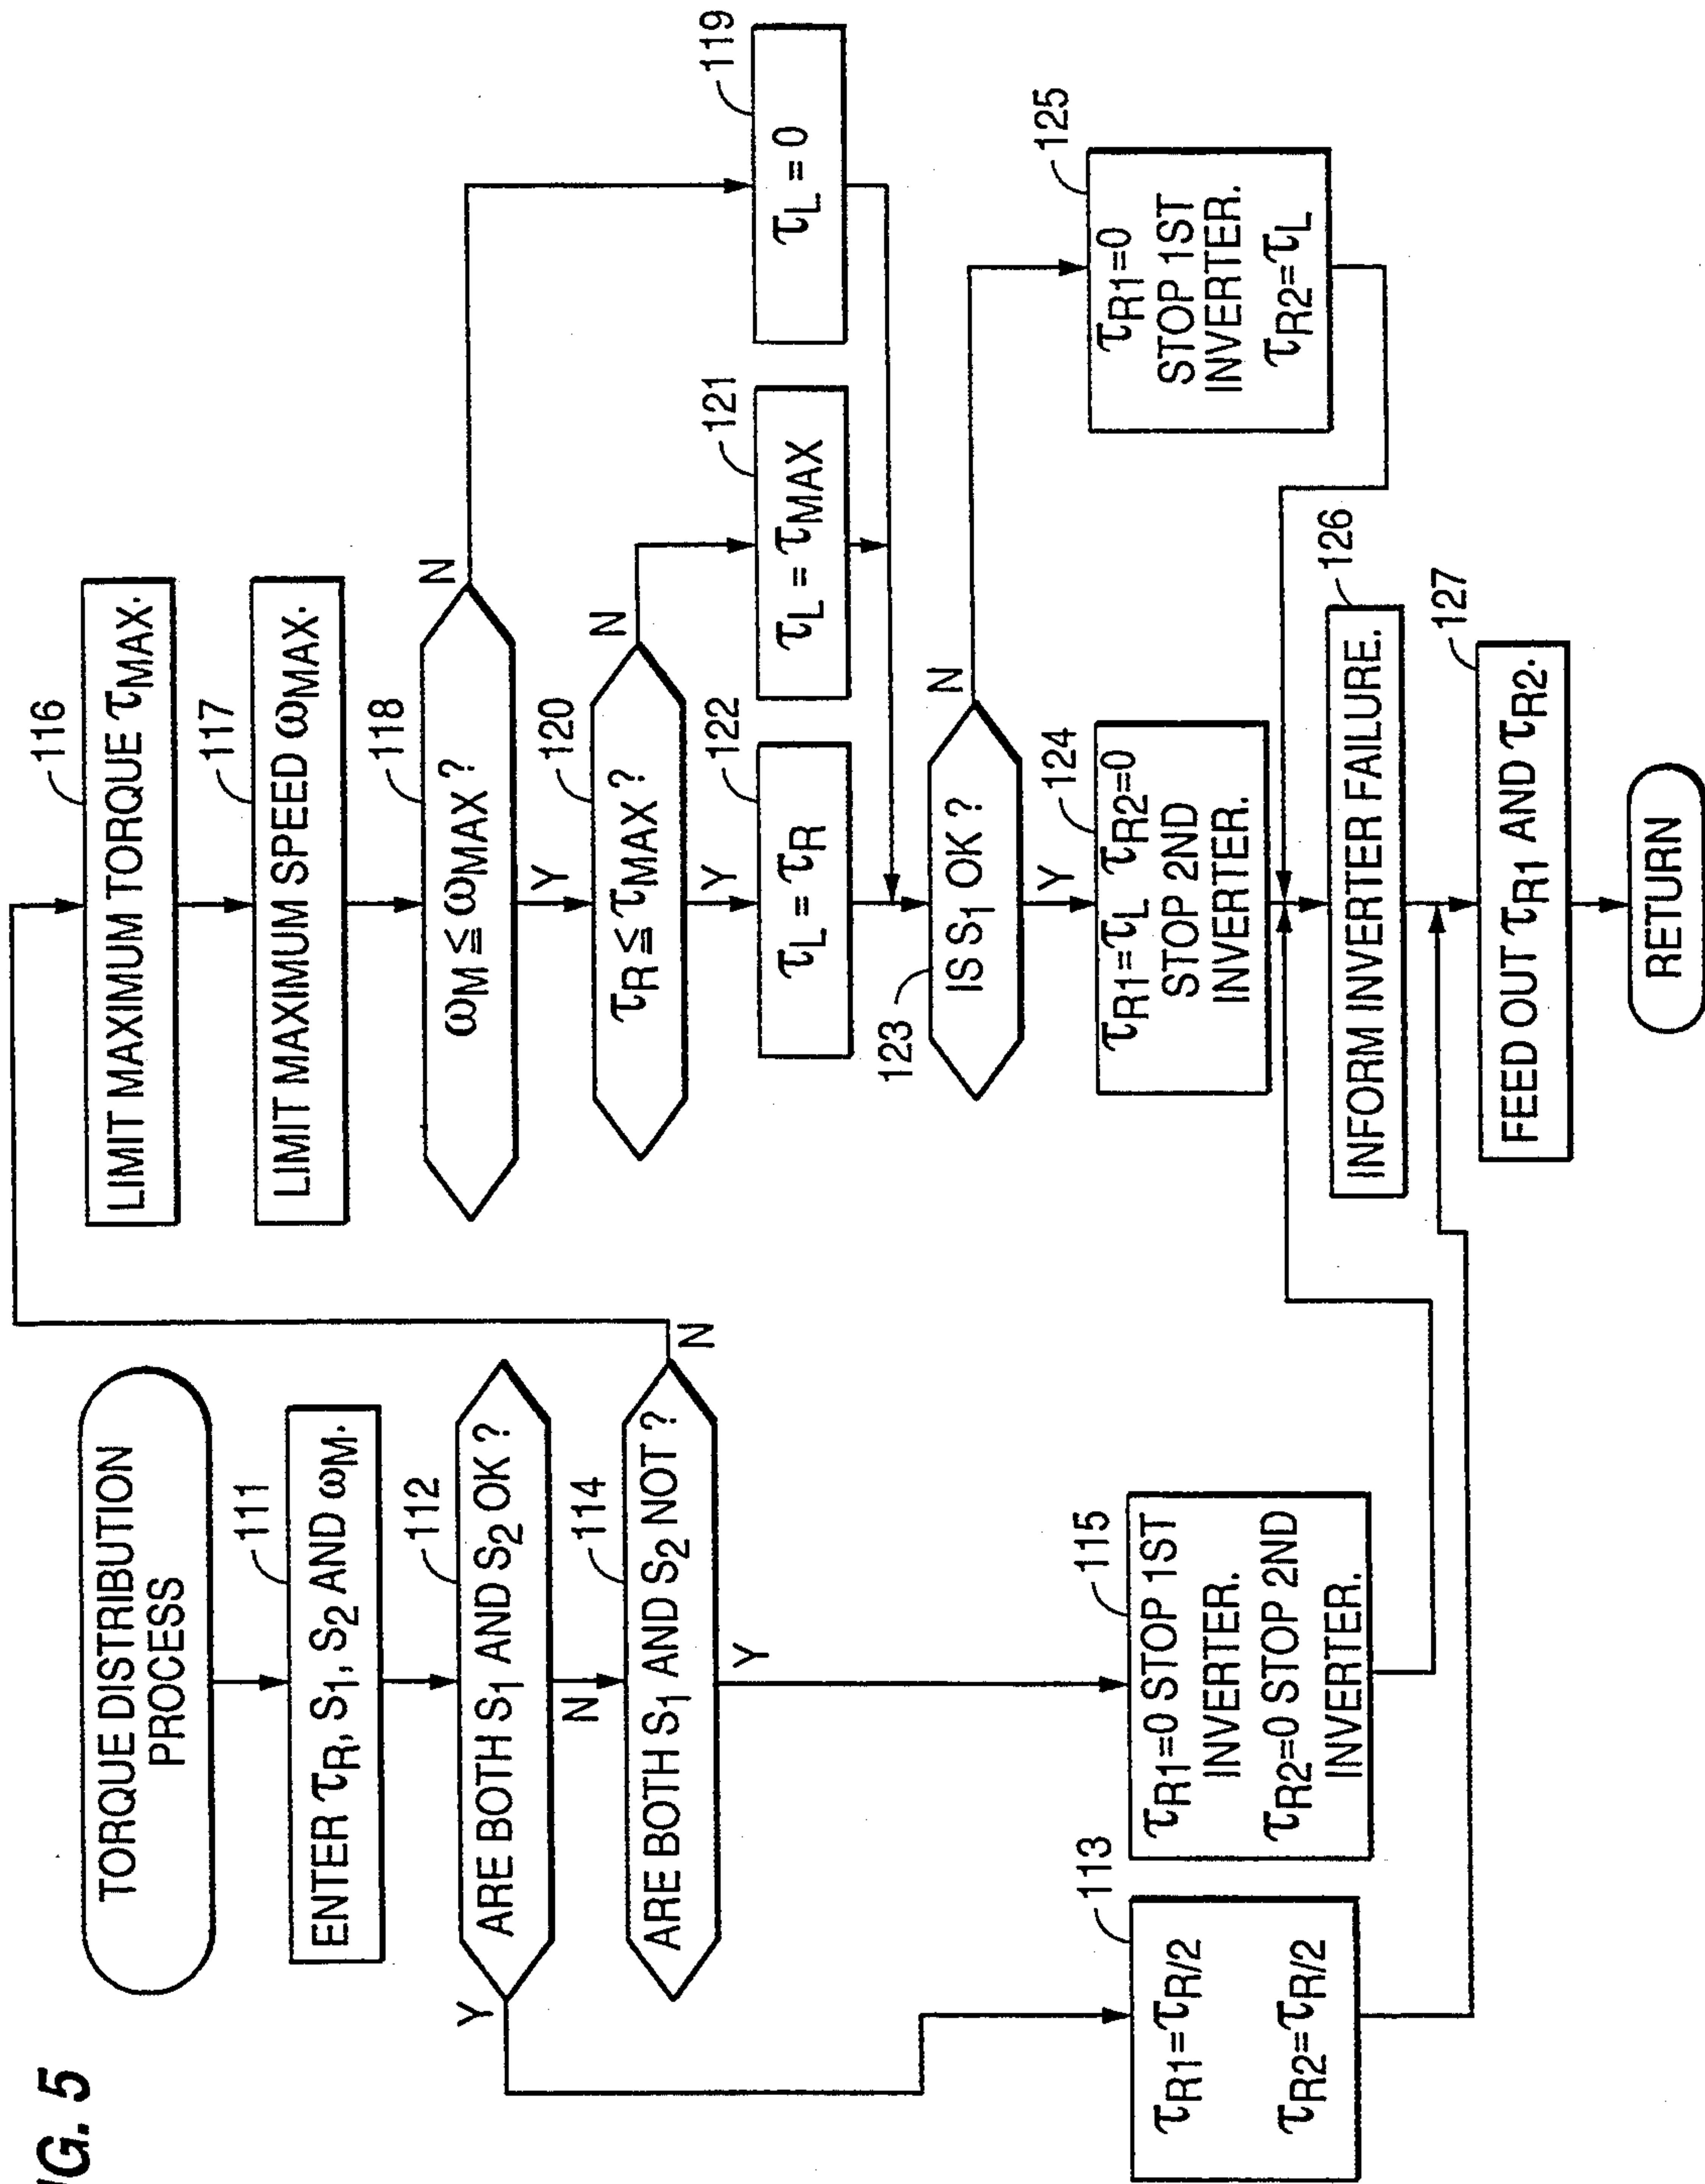 IG. 5
TORQUE DISTRIBUTION
PROCESS
111
ENTER τR, S1, S2 AND ωM.
112
ARE BOTH S1 AND S2 OK ?
Y
N
114
ARE BOTH S1 AND S2 NOT ?
N
Y
113
τR1=τR/2
τR2=τR/2
115
τR1=0 STOP 1ST
INVERTER.
τR2=0 STOP 2ND
INVERTER.
116
LIMIT MAXIMUM TORQUE τMAX.
117
LIMIT MAXIMUM SPEED ωMAX.
118
ωM ≦ ωMAX ?
N
Y
120
τR ≦ τMAX ?
N
Y
122
τL = τR
121
τL = τMAX
119
τL = 0
123
IS S1 OK ?
N
Y
124
τR1=τL τR2=0
STOP 2ND
INVERTER.
125
τR1=0
STOP 1ST
INVERTER.
τR2=τL
126
INFORM INVERTER FAILURE.
127
FEED OUT τR1 AND τR2.
RETURN